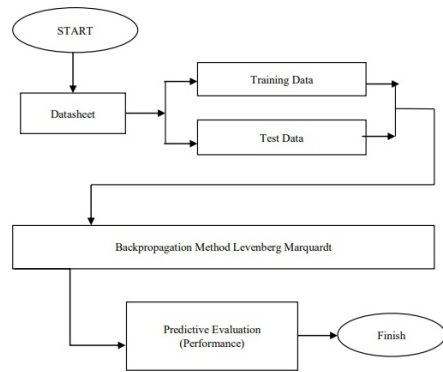 START
Training Data
Datasheet
Test Data
Backpropagation Method Levenberg Marquardt
Predictive Evaluation
(Performance)
Finish